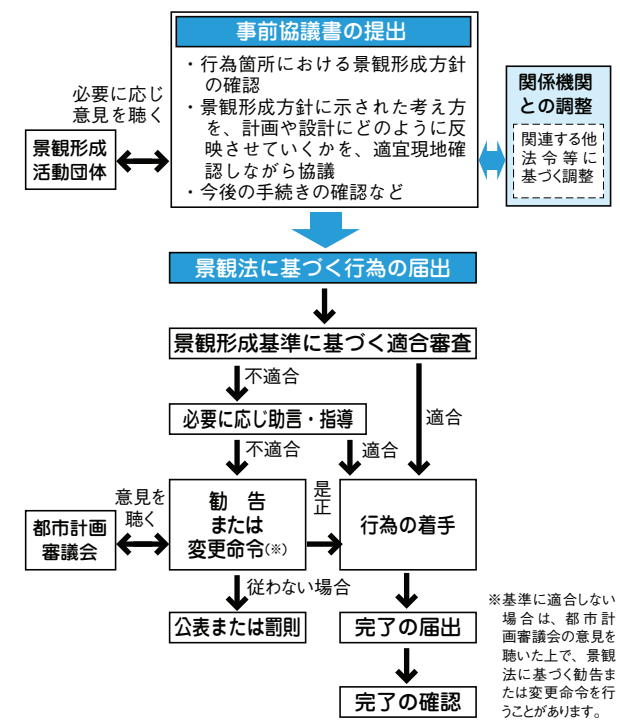 事前協議書の提出
・行為箇所における景観形成方針
の確認
・景観形成方針に示された考え方
を、計画や設計にどのように反
映させていくかを、適宜現地確
認しながら協議
・今後の手続きの確認など
必要に応じ
意見を聴く
景観形成
活動団体
関係機関
との調整
関連する他
法令等に
基づく調整
景観法に基づく行為の届出
景観形成基準に基づく適合審査
不適合
適合
必要に応じ助言・指導
不適合
適合
意見を
聴く
都市計画
審議会
勧 告
または
変更命令(※)
是正
行為の着手
従わない場合
公表または罰則
完了の届出
完了の確認
※基準に適合しない
場合は、都市計
画審議会の意見を
聴いた上で、景観
法に基づく勧告ま
たは変更命令を行
うことがあります。